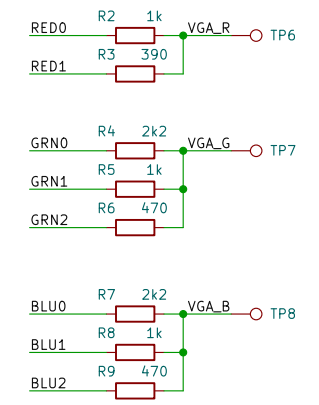 R2 1k
RED0 VGA_R TP6
R3 390
RED1
R4 2k2
GRN0 VGA_G TP7
R5 1k
GRN1
R6 470
GRN2
R7 2k2
BLU0 VGA_B TP8
R8 1k
BLU1
R9 470
BLU2